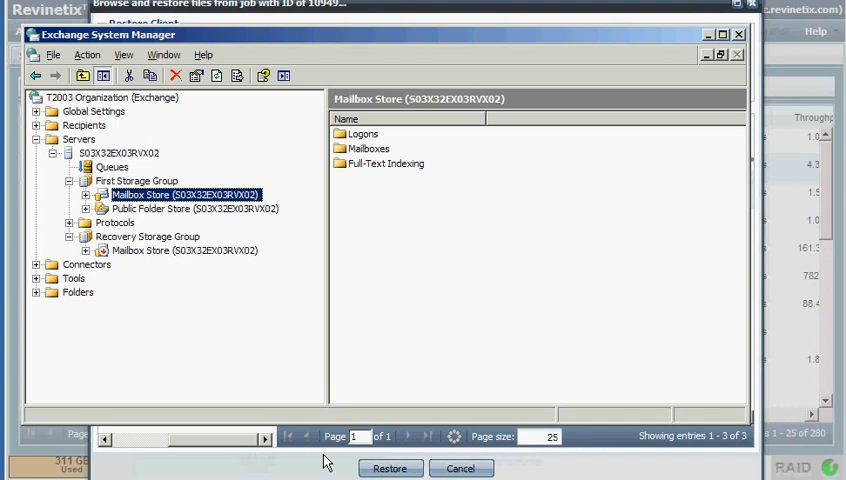 Browse and restore files from job with ID of 10949...
Revinetix
c.revinetix.com)
Restore Client
Help
Exchange System Manager
File Action View Window Help
T2003 Organization (Exchange)
Global Settings
Recipients
Servers
S03X32EX03RVX02
Queues
First Storage Group
Mailbox Store (S03X32EX03RVX02)
Public Folder Store (S03X32EX03RVX02)
Protocols
Recovery Storage Group
Mailbox Store (S03X32EX03RVX02)
Connectors
Tools
Folders
Mailbox Store (S03X32EX03RVX02)
Name
Logons
Mailboxes
Full-Text Indexing
Throughp
1.0
4.3
1.5
1.0
161.3
782
88.4
1.8
Page
Page 1 of 1
Page size: 25
Showing entries 1 - 3 of 3
s 1 - 25 of 280
311 GB
Used
Restore
Cancel
RAID